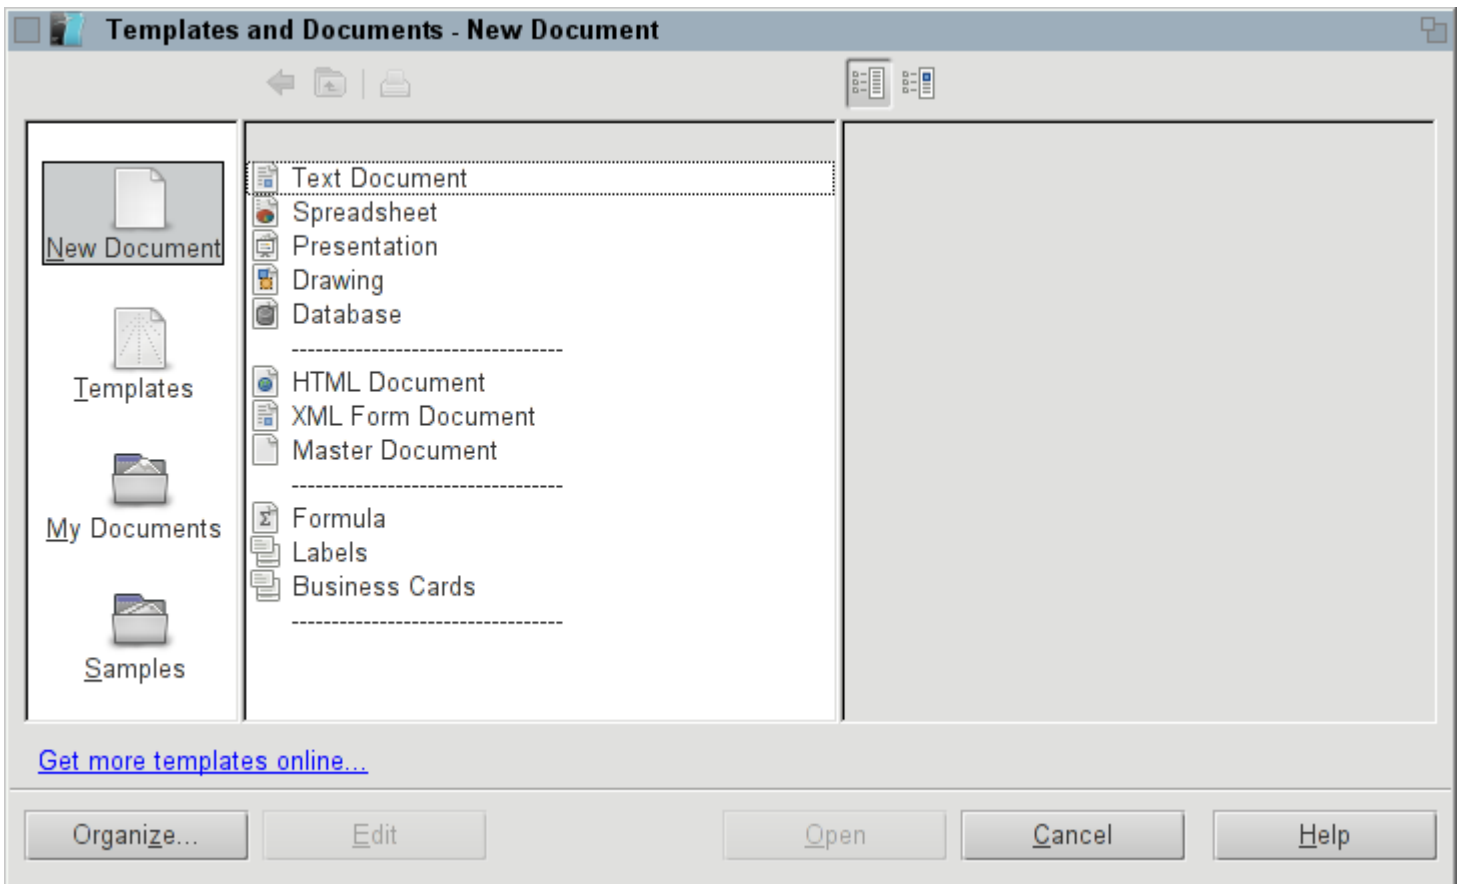 Templates and Documents - New Document
New Document
Templates
My Documents
Samples
Text Document
Spreadsheet
Presentation
Drawing
Database
--------------------------------
HTML Document
XML Form Document
Master Document
--------------------------------
Formula
Labels
Business Cards
--------------------------------
Get more templates online...
Organize...
Edit
Open
Cancel
Help